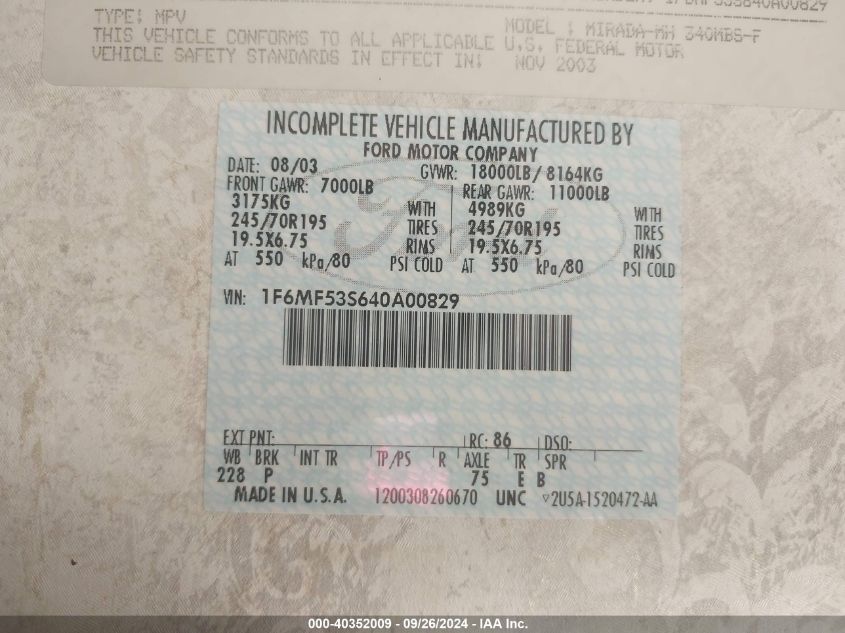 TYPE: MPV
MODEL : MIRADA-MH 340MBS-F
THIS VEHICLE CONFORMS TO ALL APPLICABLE U.S. FEDERAL MOTOR
VEHICLE SAFETY STANDARDS IN EFFECT IN: NOV 2003
INCOMPLETE VEHICLE MANUFACTURED BY
FORD MOTOR COMPANY
DATE: 08/03 GVWR: 18000LB/ 8164KG
FRONT GAWR: 7000LB REAR GAWR: 11000LB
3175KG WITH 4989KG WITH
245/70R195 TIRES 245/70R195 TIRES
19.5X6.75 RINS 19.5X6.75 RINS
AT 550 kPa/80 PSI COLD AT 550 kPa/80 PSI COLD
Ford
VIN: 1F6MF53S640A00829
EXT PNT: RC: 86 DSO:
WB BRK INT TR TP/PS R AXLE TR SPR
228 P 75 E B
MADE IN U.S.A. 1200308260670 UNC ▽2U5A-1520472-AA
000-40352009 - 09/26/2024 - IAA Inc.